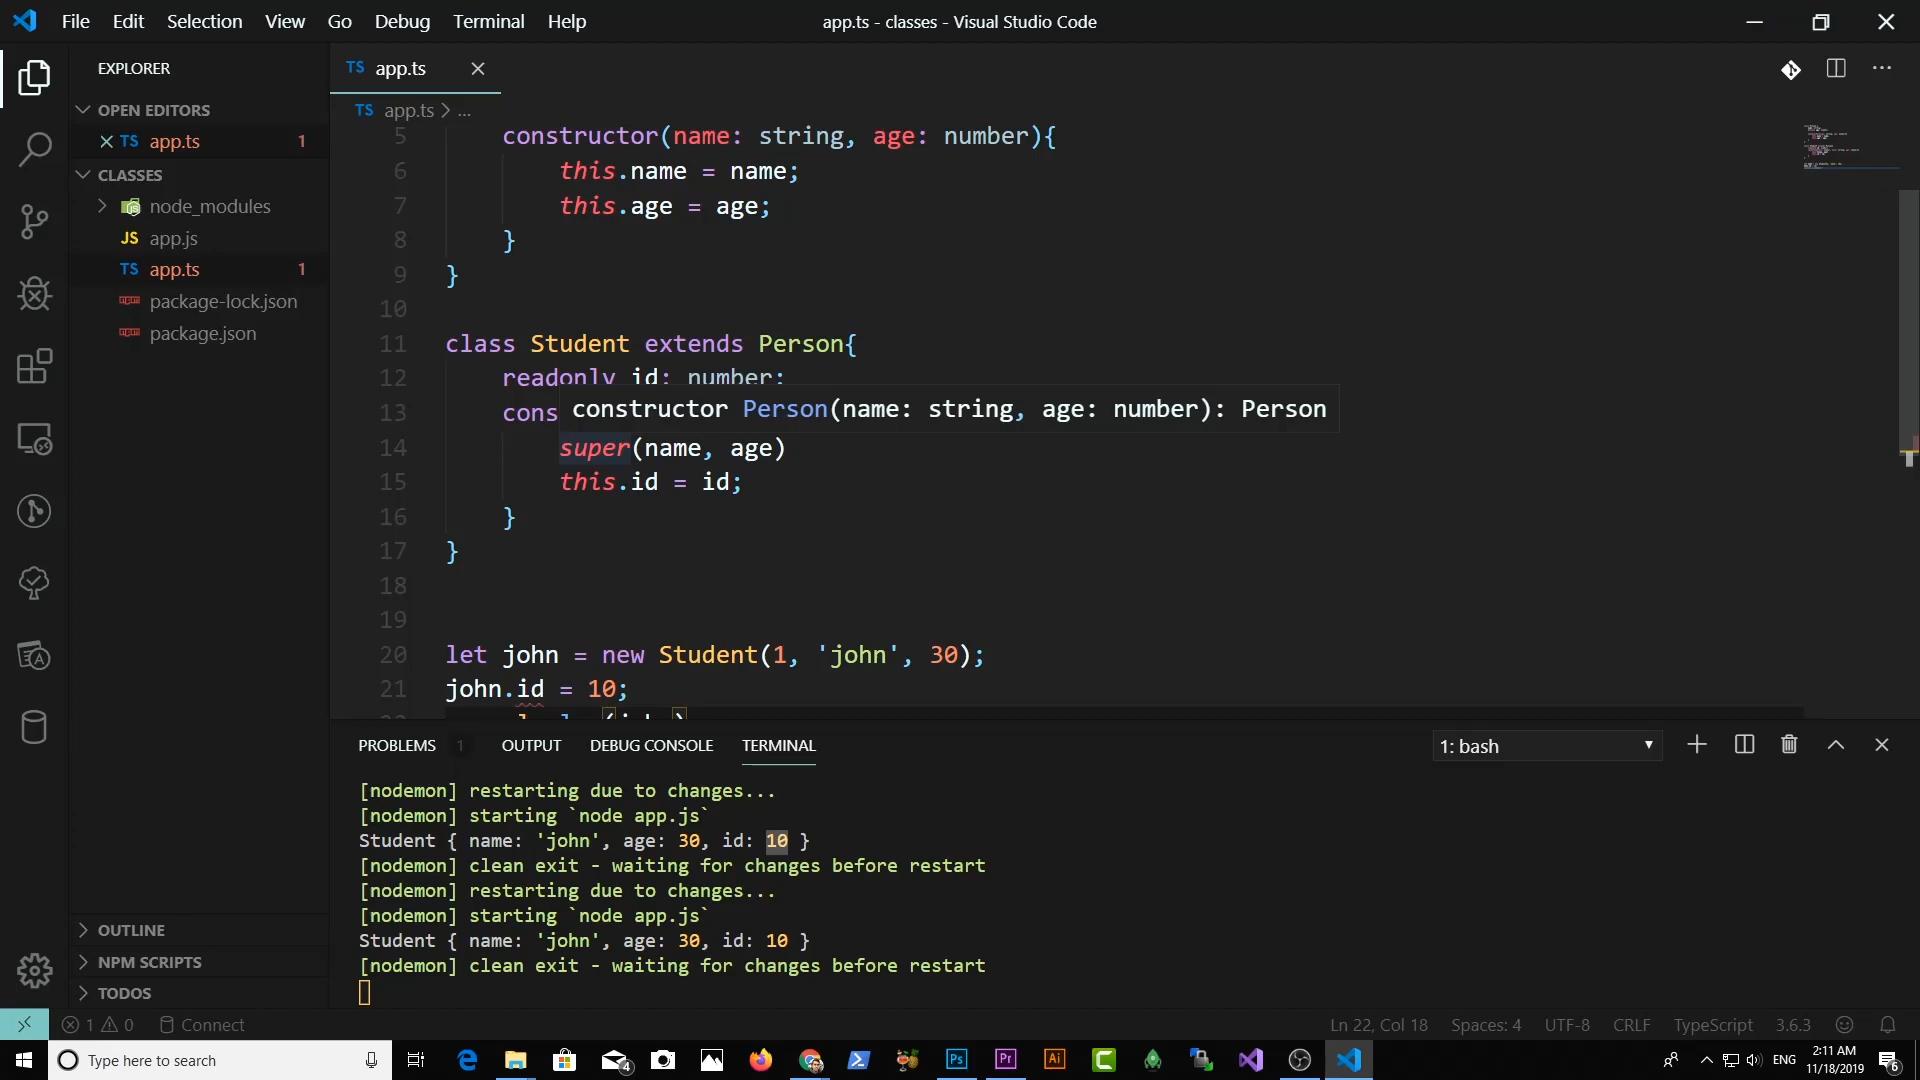 File Edit Selection View Go Debug Terminal Help
app.ts - classes - Visual Studio Code
EXPLORER
OPEN EDITORS
TS app.ts 1
CLASSES
node_modules
JS app.js
TS app.ts 1
package-lock.json
package.json
OUTLINE
NPM SCRIPTS
TODOS
TS app.ts
TS app.ts > ...
5 constructor(name: string, age: number){
6 this.name = name;
7 this.age = age;
8 }
9 }
10
11 class Student extends Person{
12 readonly id: number;
13 cons
constructor Person(name: string, age: number): Person
14 super(name, age)
15 this.id = id;
16 }
17 }
18
19
20 let john = new Student(1, 'john', 30);
21 john.id = 10;
PROBLEMS 1 OUTPUT DEBUG CONSOLE TERMINAL
1: bash
[nodemon] restarting due to changes...
[nodemon] starting `node app.js`
Student { name: 'john', age: 30, id: 10 }
[nodemon] clean exit - waiting for changes before restart
[nodemon] restarting due to changes...
[nodemon] starting `node app.js`
Student { name: 'john', age: 30, id: 10 }
[nodemon] clean exit - waiting for changes before restart
1 0 Connect
Ln 22, Col 18 Spaces: 4 UTF-8 CRLF TypeScript 3.6.3
Type here to search
4
Ps Pr Ai
ENG
2:11 AM
11/18/2019
6